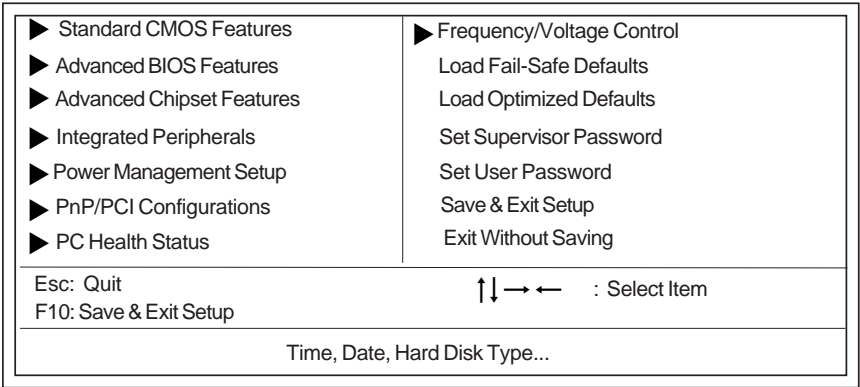 ▶ Standard CMOS Features
▶ Advanced BIOS Features
▶ Advanced Chipset Features
▶ Integrated Peripherals
▶ Power Management Setup
▶ PnP/PCI Configurations
▶ PC Health Status
▶ Frequency/Voltage Control
Load Fail-Safe Defaults
Load Optimized Defaults
Set Supervisor Password
Set User Password
Save & Exit Setup
Exit Without Saving
Esc: Quit
F10: Save & Exit Setup
↑↓→← : Select Item
Time, Date, Hard Disk Type...